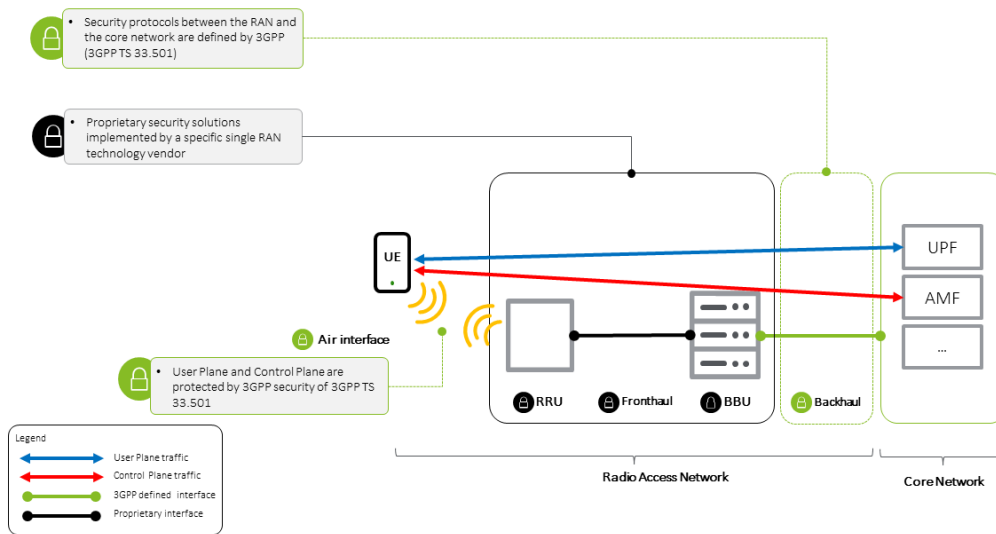 • Security protocols between the RAN and
the core network are defined by 3GPP
(3GPP TS 33.501)
• Proprietary security solutions
implemented by a specific single RAN
technology vendor
UE
UPF
AMF
...
Air interface
• User Plane and Control Plane are
protected by 3GPP security of 3GPP TS
33.501
RRU
Fronthaul
BBU
Backhaul
Legend
User Plane traffic
Control Plane traffic
3GPP defined interface
Proprietary interface
Radio Access Network
Core Network